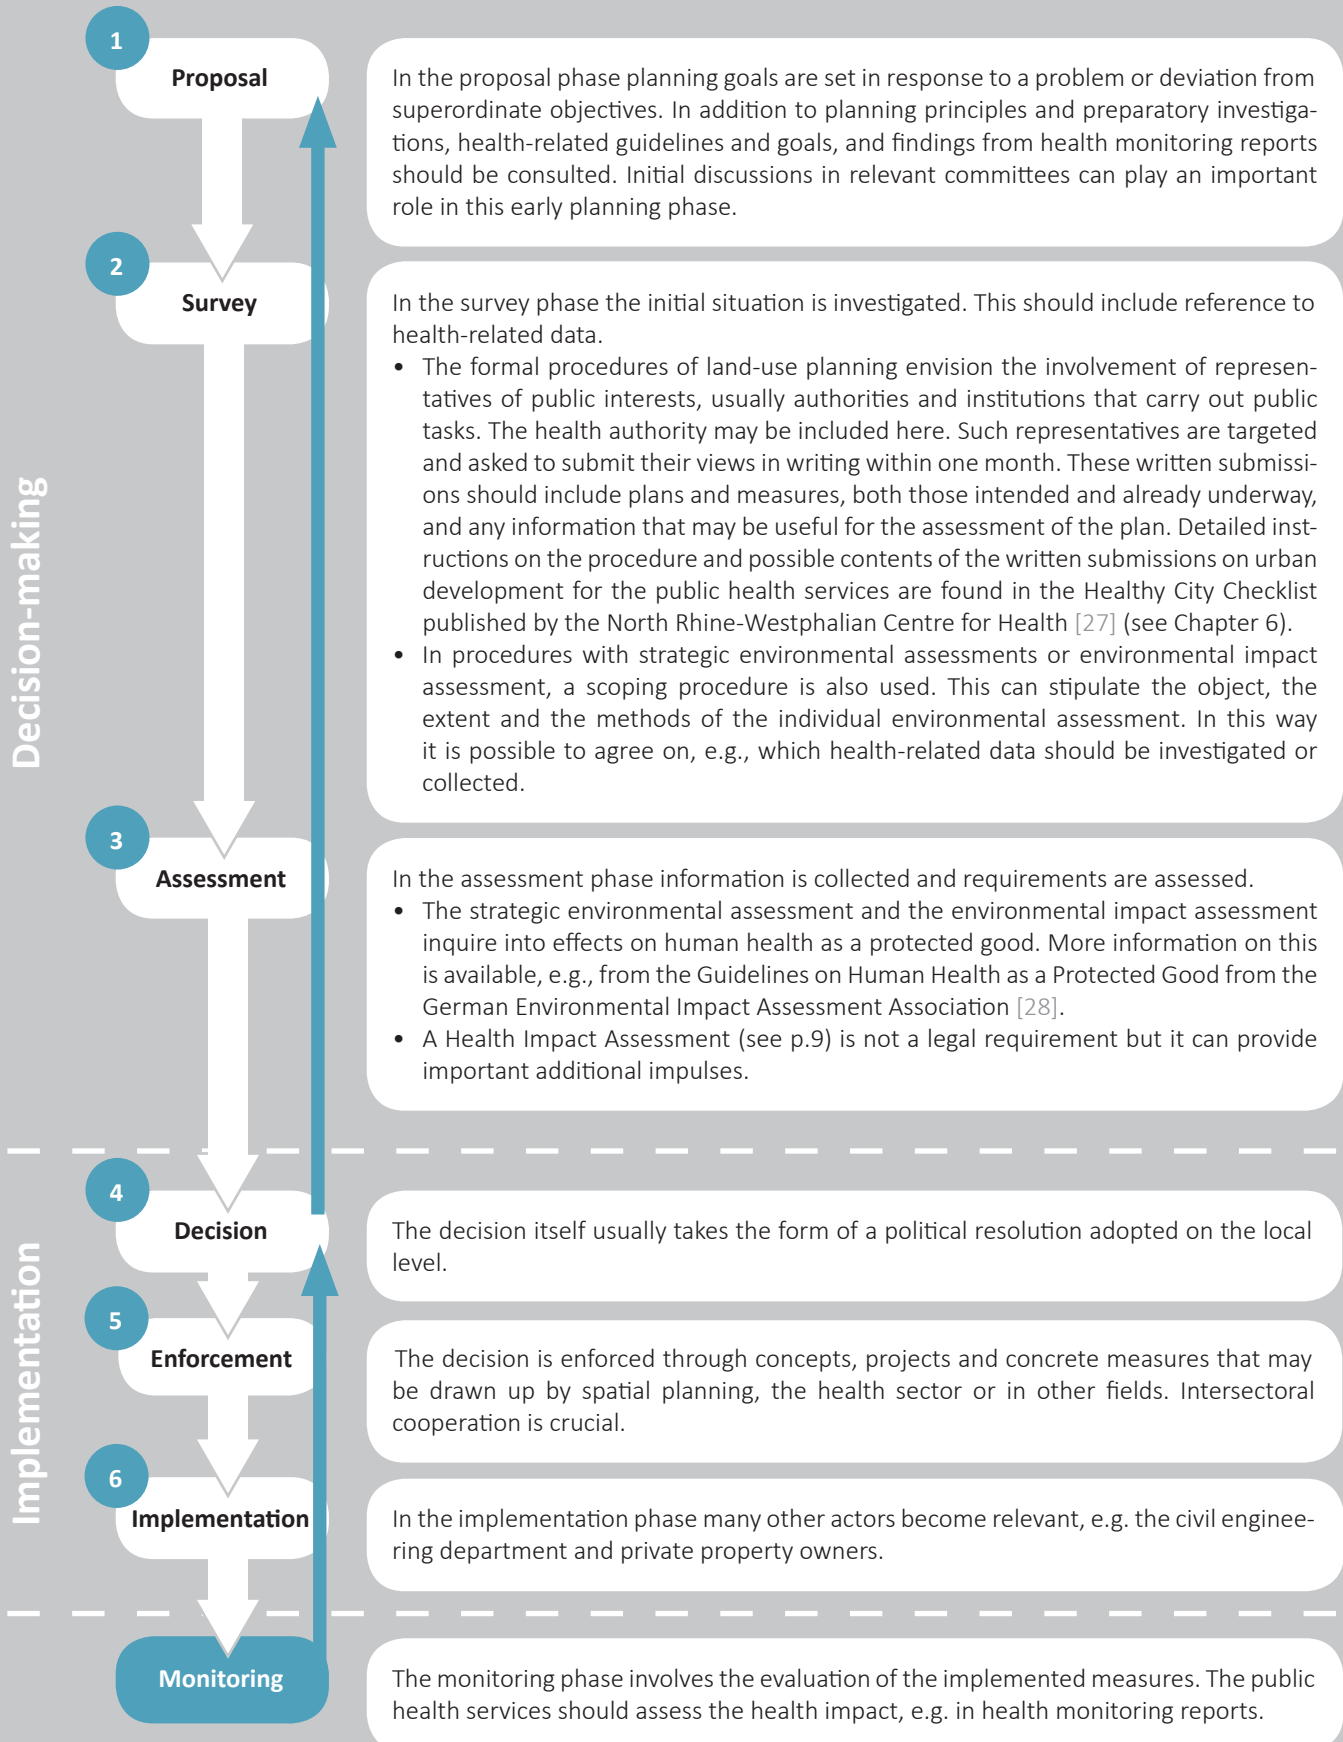 Decision-making
1
Proposal
In the proposal phase planning goals are set in response to a problem or deviation from
superordinate objectives. In addition to planning principles and preparatory investiga-
tions, health-related guidelines and goals, and findings from health monitoring reports
should be consulted. Initial discussions in relevant committees can play an important
role in this early planning phase.
2
Survey
In the survey phase the initial situation is investigated. This should include reference to
health-related data.
• The formal procedures of land-use planning envision the involvement of represen-
tatives of public interests, usually authorities and institutions that carry out public
tasks. The health authority may be included here. Such representatives are targeted
and asked to submit their views in writing within one month. These written submissi-
ons should include plans and measures, both those intended and already underway,
and any information that may be useful for the assessment of the plan. Detailed inst-
ructions on the procedure and possible contents of the written submissions on urban
development for the public health services are found in the Healthy City Checklist
published by the North Rhine-Westphalian Centre for Health [27] (see Chapter 6).
• In procedures with strategic environmental assessments or environmental impact
assessment, a scoping procedure is also used. This can stipulate the object, the
extent and the methods of the individual environmental assessment. In this way
it is possible to agree on, e.g., which health-related data should be investigated or
collected.
3
Assessment
In the assessment phase information is collected and requirements are assessed.
• The strategic environmental assessment and the environmental impact assessment
inquire into effects on human health as a protected good. More information on this
is available, e.g., from the Guidelines on Human Health as a Protected Good from the
German Environmental Impact Assessment Association [28].
• A Health Impact Assessment (see p.9) is not a legal requirement but it can provide
important additional impulses.
Implementation
4
Decision
The decision itself usually takes the form of a political resolution adopted on the local
level.
5
Enforcement
The decision is enforced through concepts, projects and concrete measures that may
be drawn up by spatial planning, the health sector or in other fields. Intersectoral
cooperation is crucial.
6
Implementation
In the implementation phase many other actors become relevant, e.g. the civil enginee-
ring department and private property owners.
Monitoring
The monitoring phase involves the evaluation of the implemented measures. The public
health services should assess the health impact, e.g. in health monitoring reports.